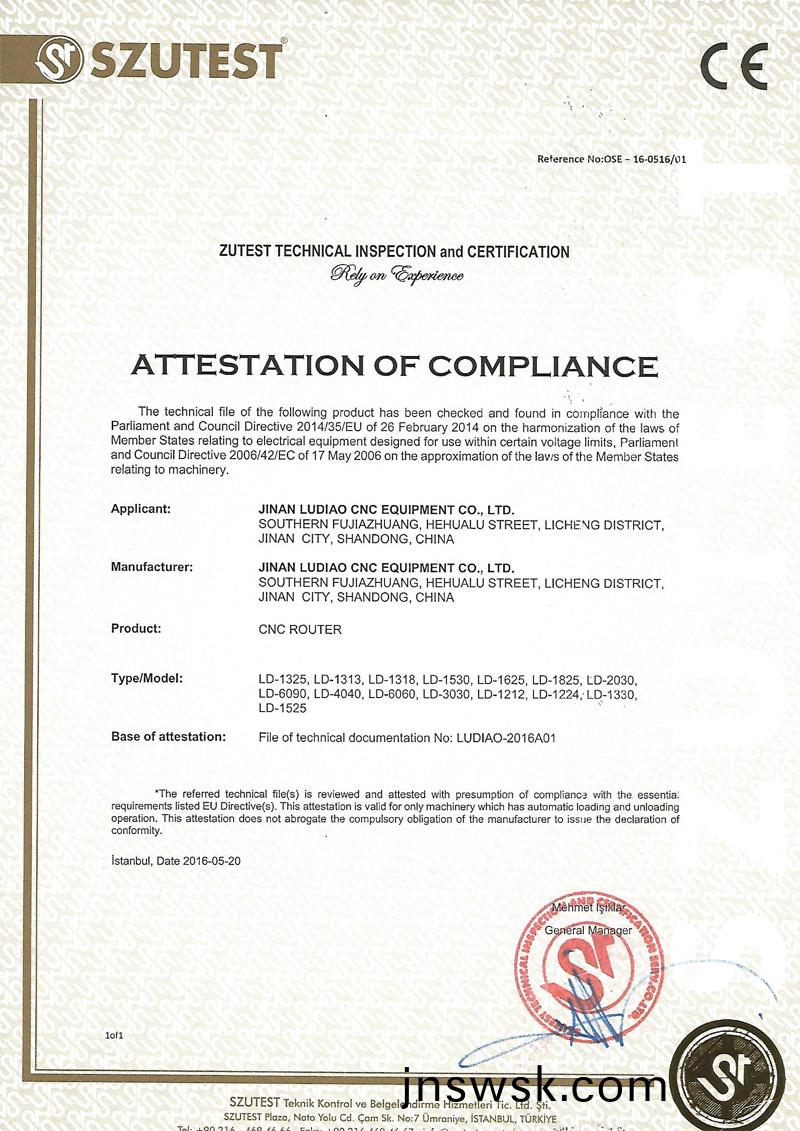 SZUTEST®
CE
Reference No:OSE – 16-0516/01
ZUTEST TECHNICAL INSPECTION and CERTIFICATION
Rely on Experience
ATTESTATION OF COMPLIANCE
The technical file of the following product has been checked and found in compliance with the
Parliament and Council Directive 2014/35/EU of 26 February 2014 on the harmonization of the laws of
Member States relating to electrical equipment designed for use within certain voltage limits, Parliament
and Council Directive 2006/42/EC of 17 May 2006 on the approximation of the laws of the Member States
relating to machinery.
Applicant: JINAN LUDIAO CNC EQUIPMENT CO., LTD.
SOUTHERN FUJIAZHUANG, HEHUALU STREET, LICHENG DISTRICT,
JINAN CITY, SHANDONG, CHINA
Manufacturer: JINAN LUDIAO CNC EQUIPMENT CO., LTD.
SOUTHERN FUJIAZHUANG, HEHUALU STREET, LICHENG DISTRICT,
JINAN CITY, SHANDONG, CHINA
Product: CNC ROUTER
Type/Model: LD-1325, LD-1313, LD-1318, LD-1530, LD-1625, LD-1825, LD-2030,
LD-6090, LD-4040, LD-6060, LD-3030, LD-1212, LD-1224, LD-1330,
LD-1525
Base of attestation: File of technical documentation No: LUDIAO-2016A01
*The referred technical file(s) is reviewed and attested with presumption of compliance with the essential
requirements listed EU Directive(s). This attestation is valid for only machinery which has automatic loading and unloading
operation. This attestation does not abrogate the compulsory obligation of the manufacturer to issue the declaration of
conformity.
İstanbul, Date 2016-05-20
Mehmet Işıklar
General Manager
1of1
SZUTEST Teknik Kontrol ve Belgelendirme Hizmetleri Tic. Ltd. Şti.
jnswsk.com
SZUTEST Plaza, Nato Yolu Cd. Çam Sk. No:7 Ümraniye, İSTANBUL, TÜRKİYE